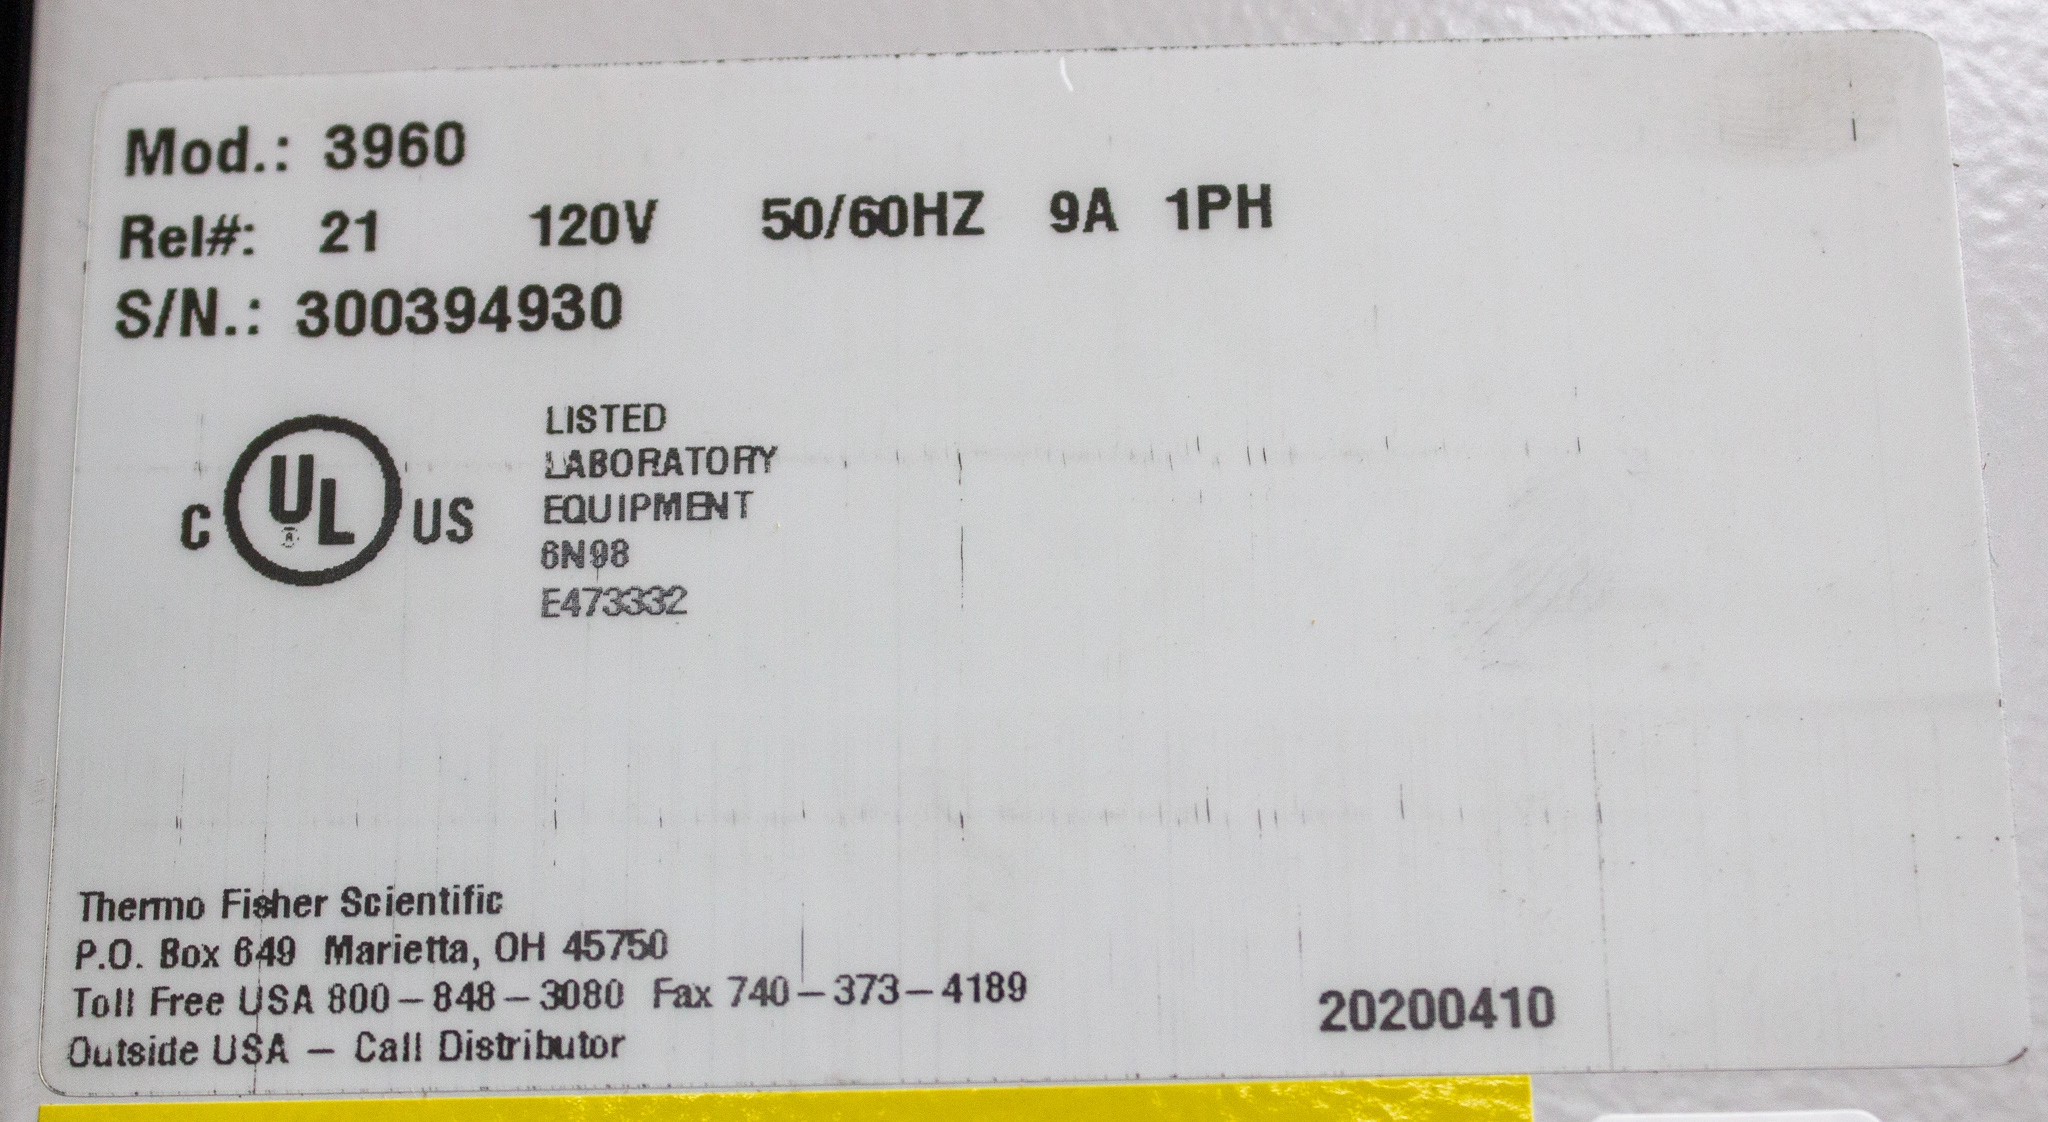 Mod.: 3960
Rel#: 21 120V 50/60HZ 9A 1PH
S/N.: 300394930
C UL US
LISTED
LABORATORY
EQUIPMENT
6N98
E473332
Thermo Fisher Scientific
P.O. Box 649 Marietta, OH 45750
Toll Free USA 800-848-3080 Fax 740-373-4189
Outside USA - Call Distributor
20200410